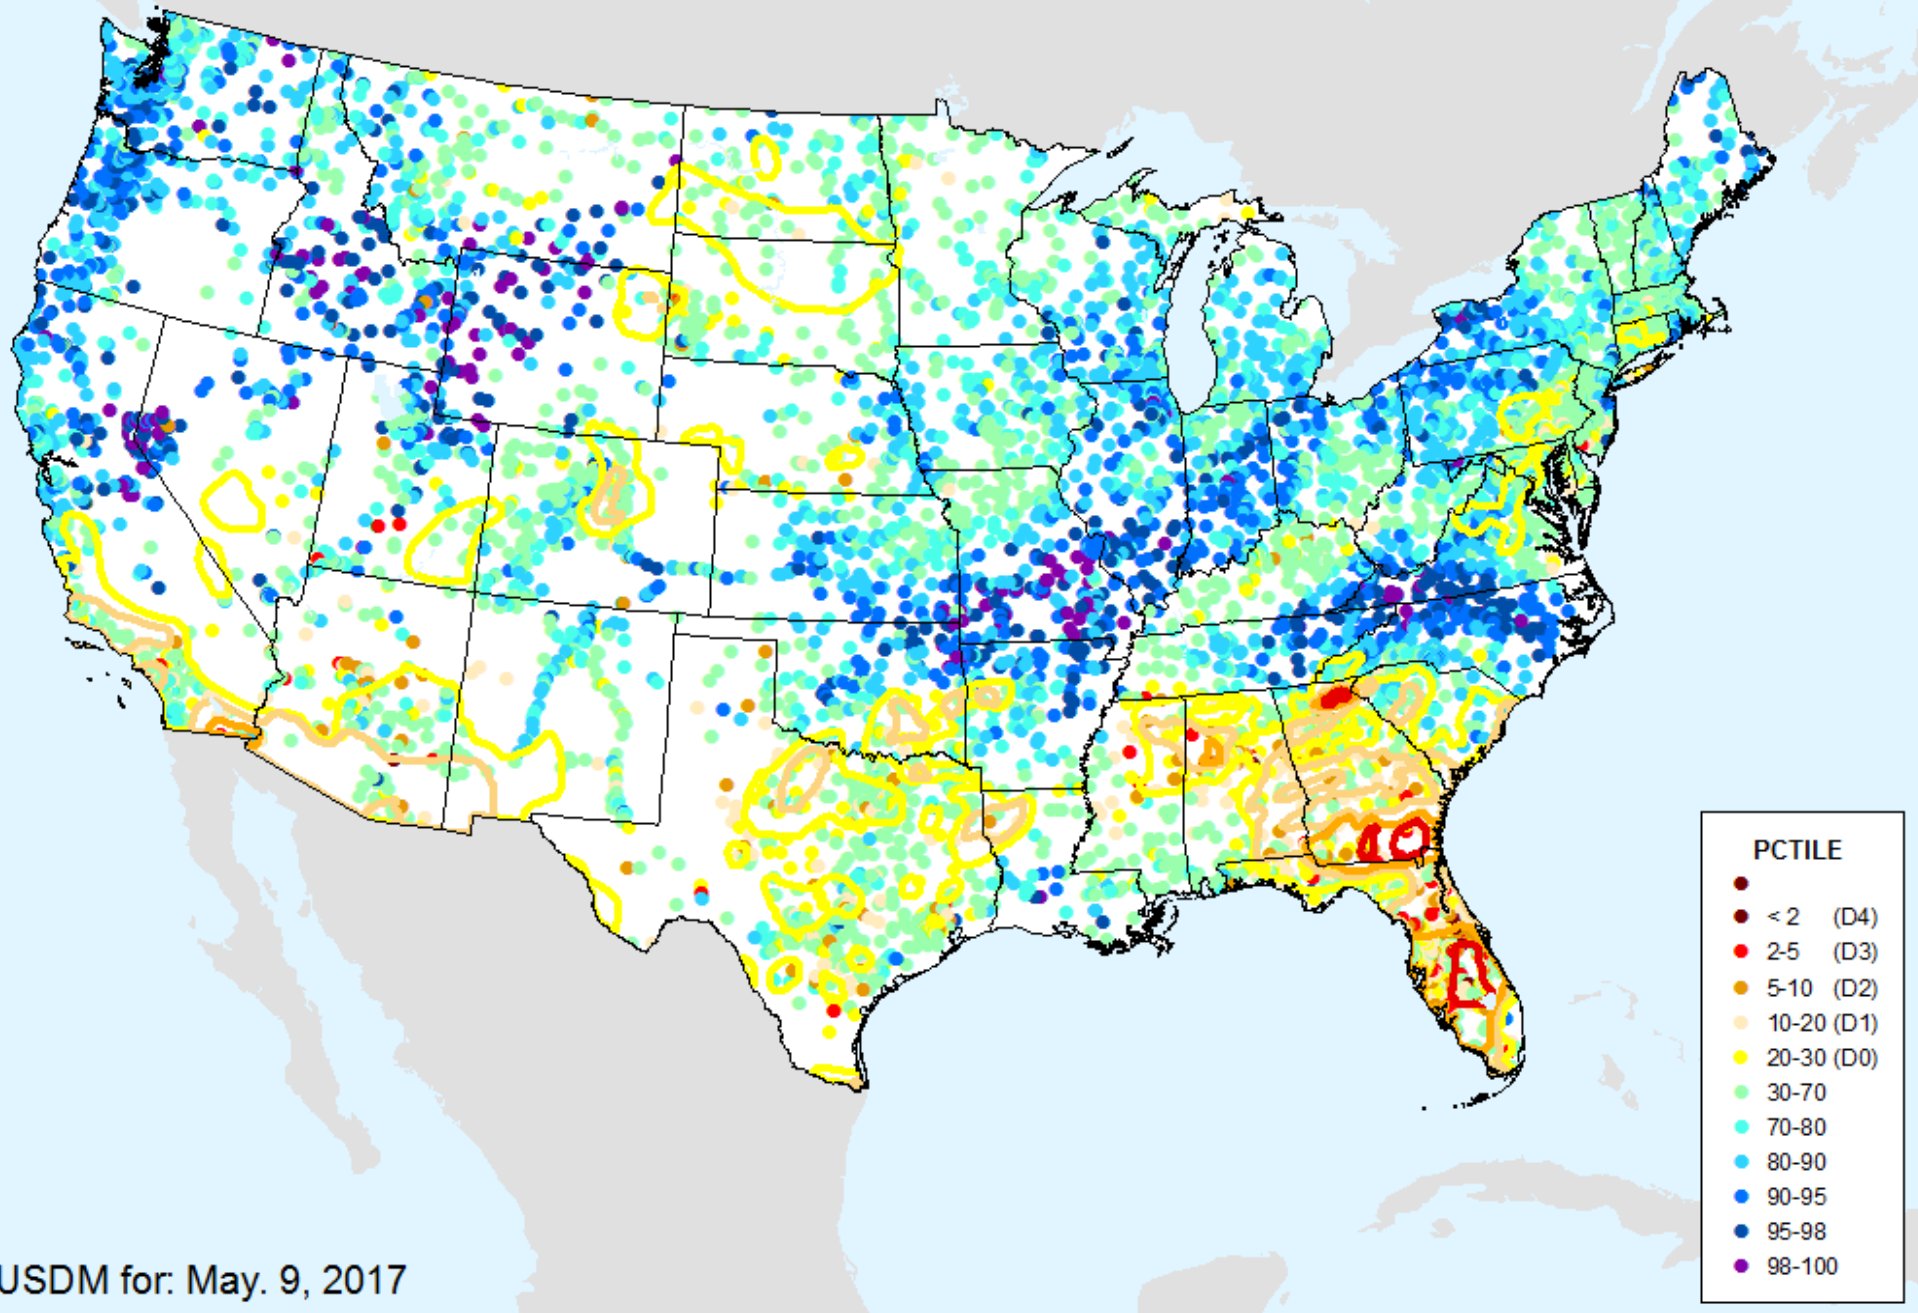 PCTILE
< 2 (D4)
2-5 (D3)
5-10 (D2)
10-20 (D1)
20-30 (D0)
30-70
70-80
80-90
90-95
95-98
98-100
USDM for: May. 9, 2017